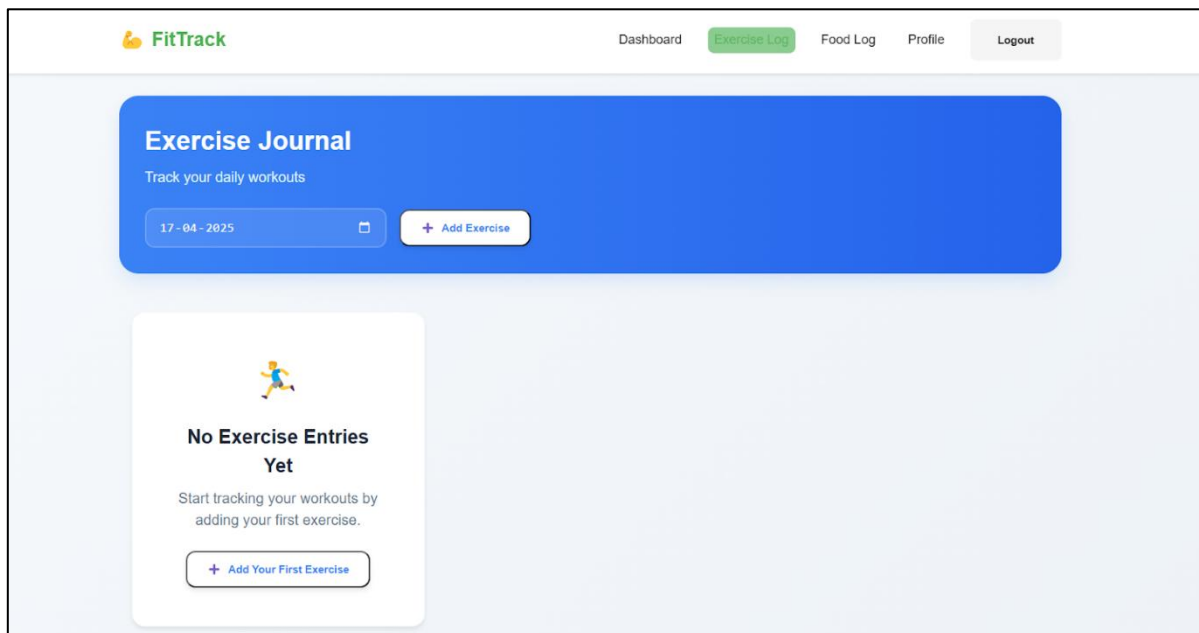 FitTrack
Dashboard Exercise Log Food Log Profile Logout
Exercise Journal
Track your daily workouts
17-04-2025
+ Add Exercise
No Exercise Entries
Yet
Start tracking your workouts by
adding your first exercise.
+ Add Your First Exercise